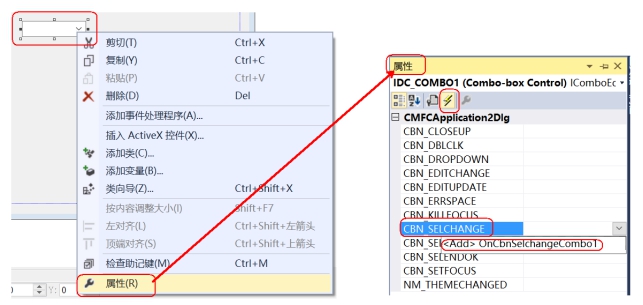 剪切(T) Ctrl+X
复制(Y) Ctrl+C
粘贴(P) Ctrl+V
删除(D) Del
添加事件处理程序(A)...
插入 ActiveX 控件(X)...
添加类(C)...
添加变量(B)...
类向导(Z)... Ctrl+Shift+X
按内容调整大小(I) Shift+F7
左对齐(L) Ctrl+Shift+左箭头
顶端对齐(S) Ctrl+Shift+上箭头
检查助记键(M) Ctrl+M
属性(R)
0 Y: 0
属性
IDC_COMBO1 (Combo-box Control) IComboEc
CMFCApplication2Dlg
CBN_CLOSEUP
CBN_DBLCLK
CBN_DROPDOWN
CBN_EDITCHANGE
CBN_EDITUPDATE
CBN_ERRSPACE
CBN_KILLFOCUS
CBN_SELCHANGE
CBN_SE <Add> OnCbnSelchangeCombo1
CBN_SELENDOK
CBN_SETFOCUS
NM_THEMECHANGED